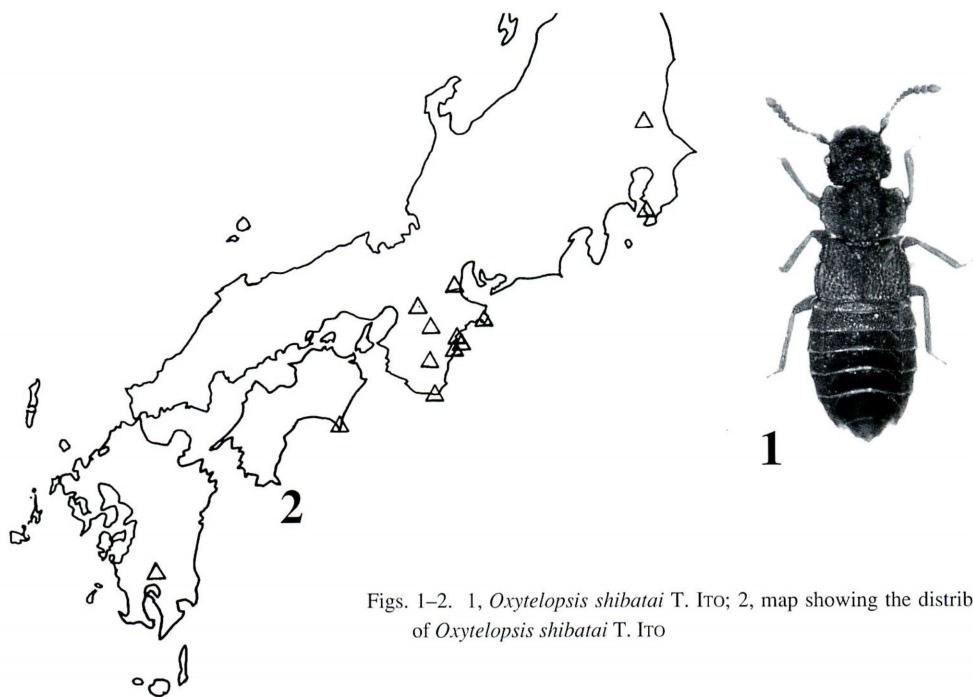 1
2
Figs. 1–2. 1, Oxytelopsis shibatai T. ITO; 2, map showing the distrib
of Oxytelopsis shibatai T. ITO